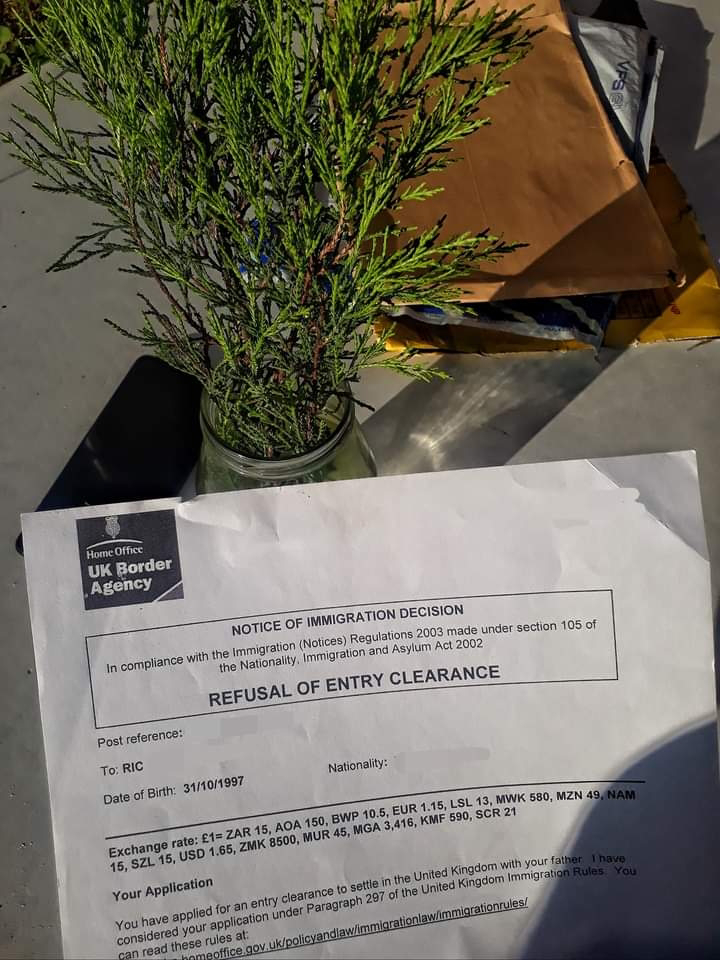 VFS
Home Office
UK Border
Agency
NOTICE OF IMMIGRATION DECISION
In compliance with the Immigration (Notices) Regulations 2003 made under section 105 of
the Nationality, Immigration and Asylum Act 2002
REFUSAL OF ENTRY CLEARANCE
Post reference:
To: RIC
Nationality:
Date of Birth: 31/10/1997
Exchange rate: £1= ZAR 15, AOA 150, BWP 10.5, EUR 1.15, LSL 13, MWK 580, MZN 49, NAM
15, SZL 15, USD 1.65, ZMK 8500, MUR 45, MGA 3,416, KMF 590, SCR 21
Your Application
You have applied for an entry clearance to settle in the United Kingdom with your father. I have
considered your application under Paragraph 297 of the United Kingdom Immigration Rules. You
can read these rules at:
homeoffice.gov.uk/policyandlaw/immigrationlaw/immigrationrules/